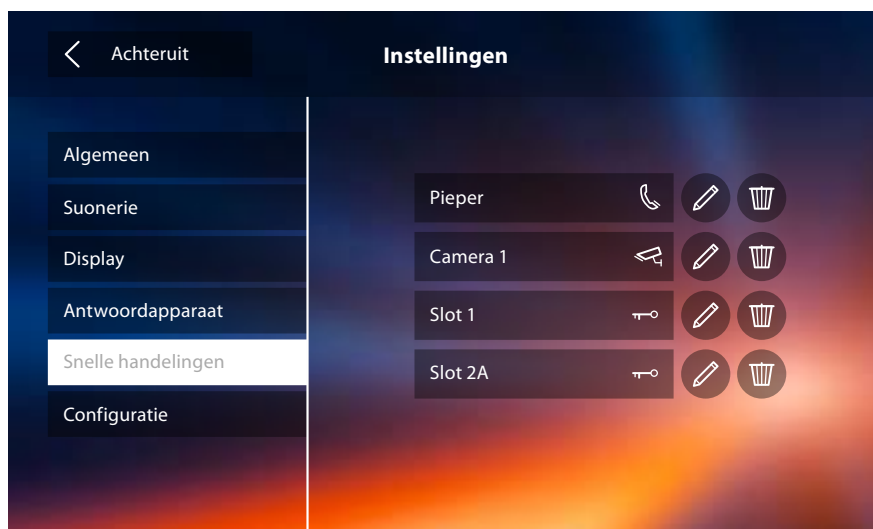 Achteruit
Instellingen
Algemeen
Suonerie
Display
Antwoordapparaat
Snelle handelingen
Configuratie
Pieper
Camera 1
Slot 1
Slot 2A